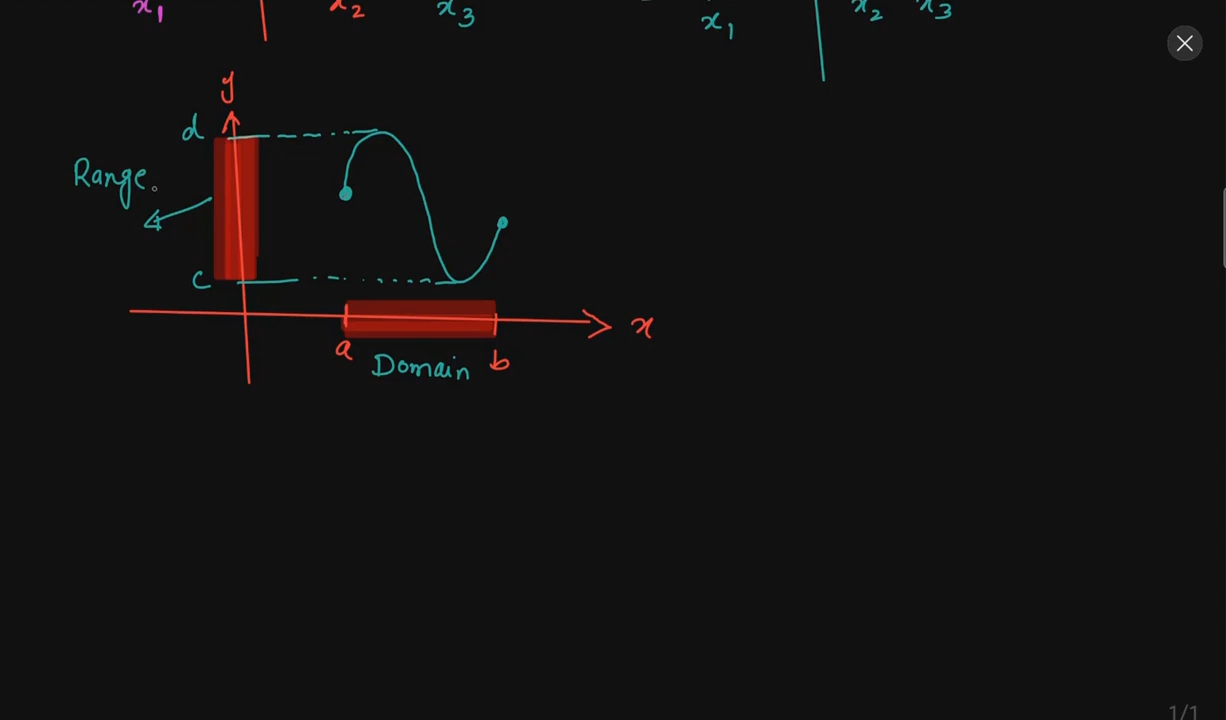 x₁ x₂ x₃ x₁ x₂ x₃
y
d
Range.
c
x
a
Domain b
1/1